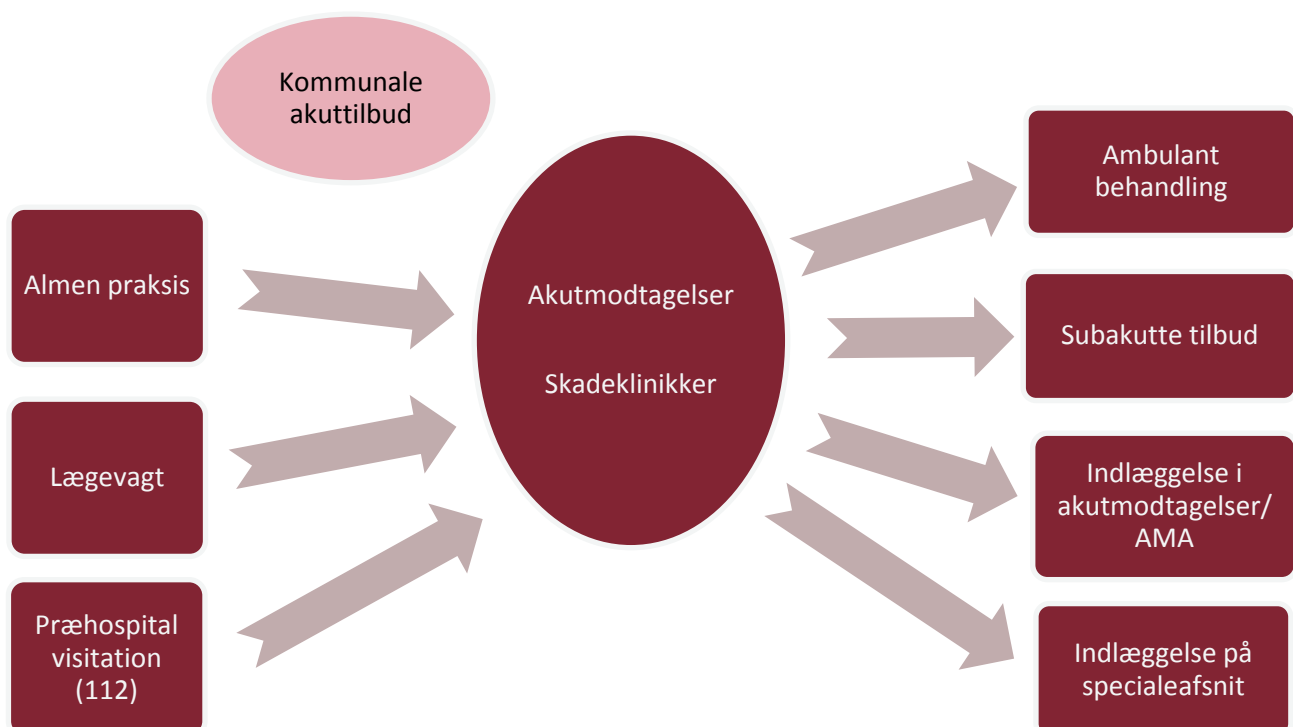 Kommunale
akuttilbud
Almen praksis
Lægevagt
Præhospital
visitation
(112)
Akutmodtagelser
Skadeklinikker
Ambulant
behandling
Subakutte tilbud
Indlæggelse i
akutmodtagelser/
AMA
Indlæggelse på
specialeafsnit